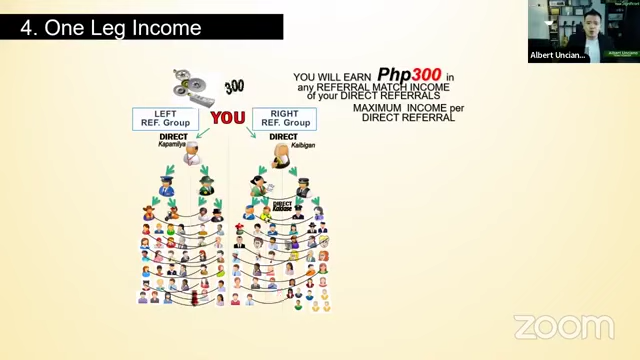 4. One Leg Income
300
YOU WILL EARN Php300 in
any REFERRAL MATCH INCOME
of your DIRECT REFERRALS
MAXIMUM INCOME per
DIRECT REFERRAL
LEFT
REF. Group
YOU
RIGHT
REF. Group
DIRECT
Kapamilya
DIRECT
Kaibigan
DIRECT
Albert Uncian...
zoom